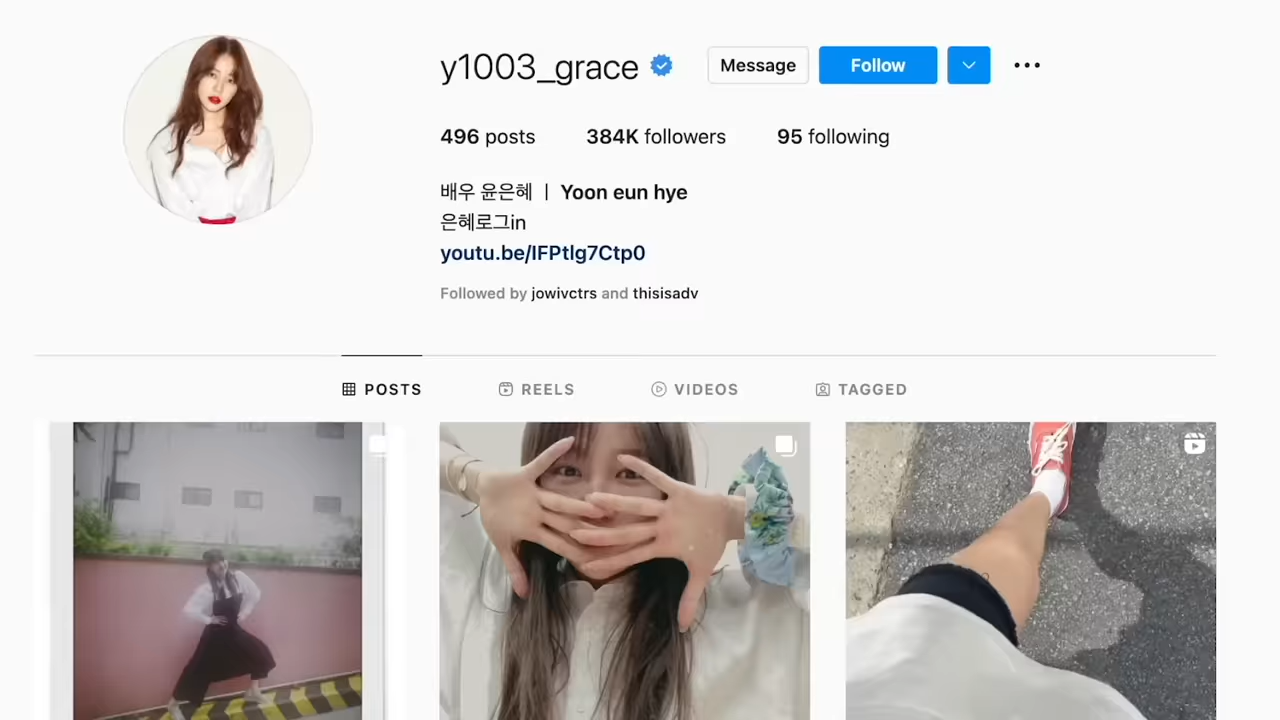 y1003_grace
Message
Follow
496 posts
384K followers
95 following
배우 윤은혜 | Yoon eun hye
은혜로그in
youtu.be/IFPtlg7Ctp0
Followed by jowivctrs and thisisadv
POSTS
REELS
VIDEOS
TAGGED